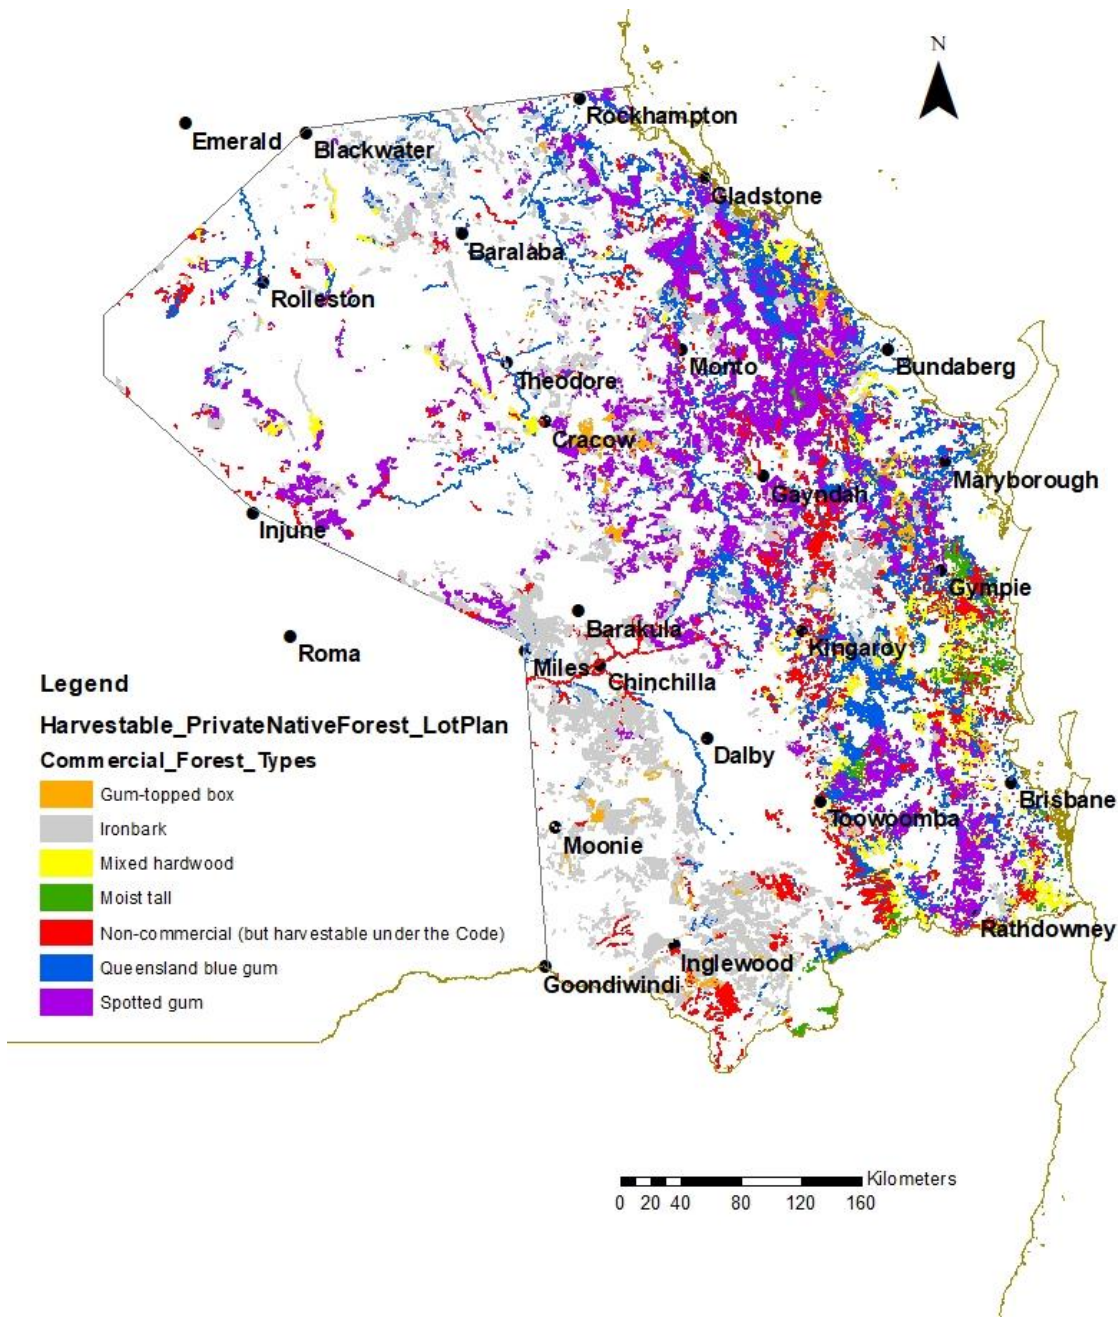 N
Rockhampton
Emerald
Blackwater
Gladstone
Baralaba
Rolleston
Monto
Bundaberg
Theodore
Cracow
Maryborough
Gayndah
Injune
Gympie
Barakula
Kingaroy
Roma
Miles
Chinchilla
Legend
Harvestable_PrivateNativeForest_LotPlan
Commercial_Forest_Types
Gum-topped box
Ironbark
Mixed hardwood
Moist tall
Non-commercial (but harvestable under the Code)
Queensland blue gum
Spotted gum
Dalby
Brisbane
Toowoomba
Moonie
Rathdowney
Inglewood
Goondiwindi
Kilometers
0 20 40 80 120 160